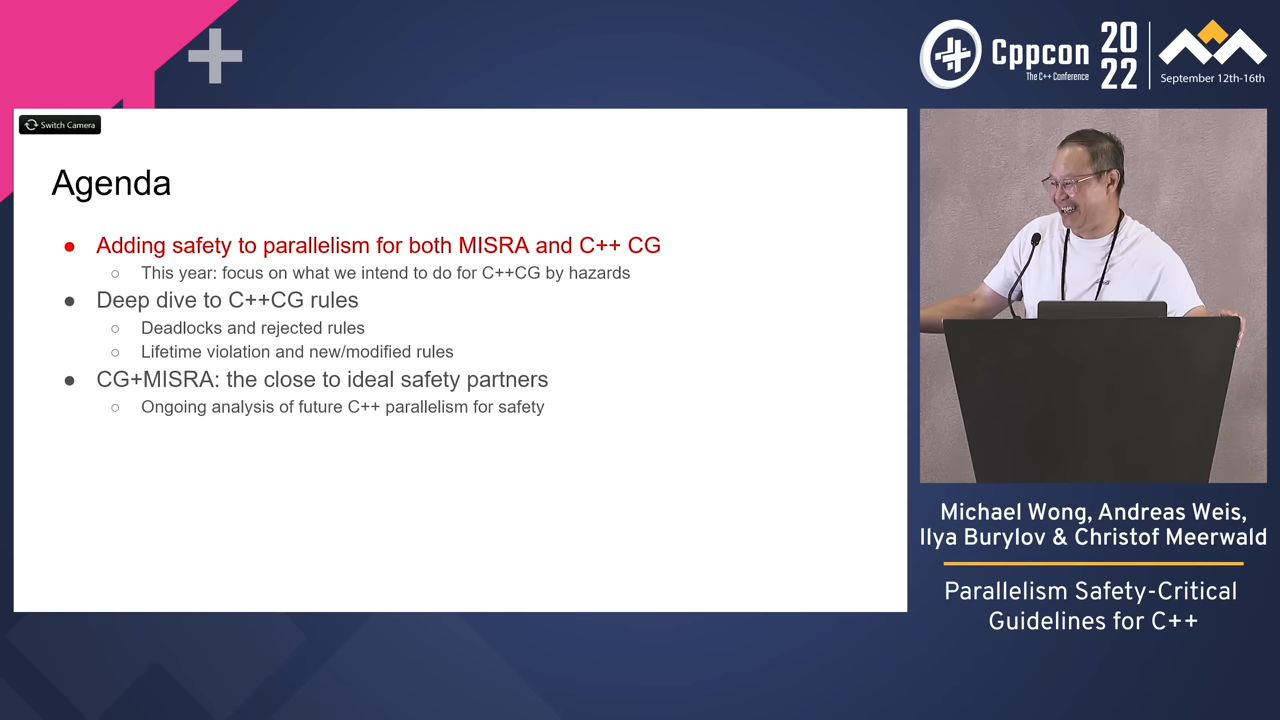 Cppcon
The C++ Conference
20
22
September 12th-16th
Switch Camera
Agenda
● Adding safety to parallelism for both MISRA and C++ CG
○ This year: focus on what we intend to do for C++CG by hazards
● Deep dive to C++CG rules
○ Deadlocks and rejected rules
○ Lifetime violation and new/modified rules
● CG+MISRA: the close to ideal safety partners
○ Ongoing analysis of future C++ parallelism for safety
Michael Wong, Andreas Weis,
Ilya Burylov & Christof Meerwald
Parallelism Safety-Critical
Guidelines for C++